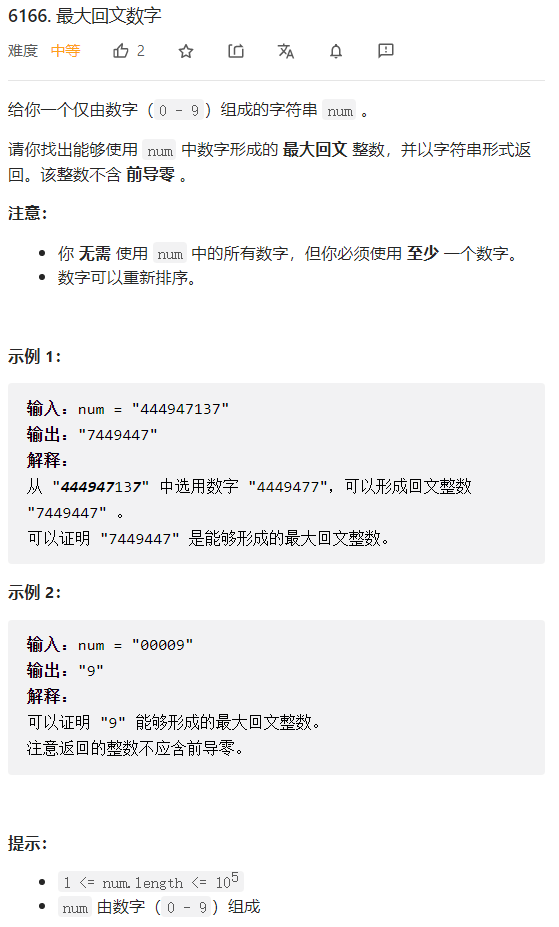 6166. 最大回文数字
难度 中等 2
给你一个仅由数字（0 - 9）组成的字符串 num 。
请你找出能够使用 num 中数字形成的 最大回文 整数，并以字符串形式返
回。该整数不含 前导零 。
注意：
• 你 无需 使用 num 中的所有数字，但你必须使用 至少 一个数字。
• 数字可以重新排序。
示例 1：
输入：num = "444947137"
输出："7449447"
解释：
从 "444947137" 中选用数字 "4449477"，可以形成回文整数
"7449447" 。
可以证明 "7449447" 是能够形成的最大回文整数。
示例 2：
输入：num = "00009"
输出："9"
解释：
可以证明 "9" 能够形成的最大回文整数。
注意返回的整数不应含前导零。
提示：
• 1 <= num.length <= 10⁵
• num 由数字（0 - 9）组成